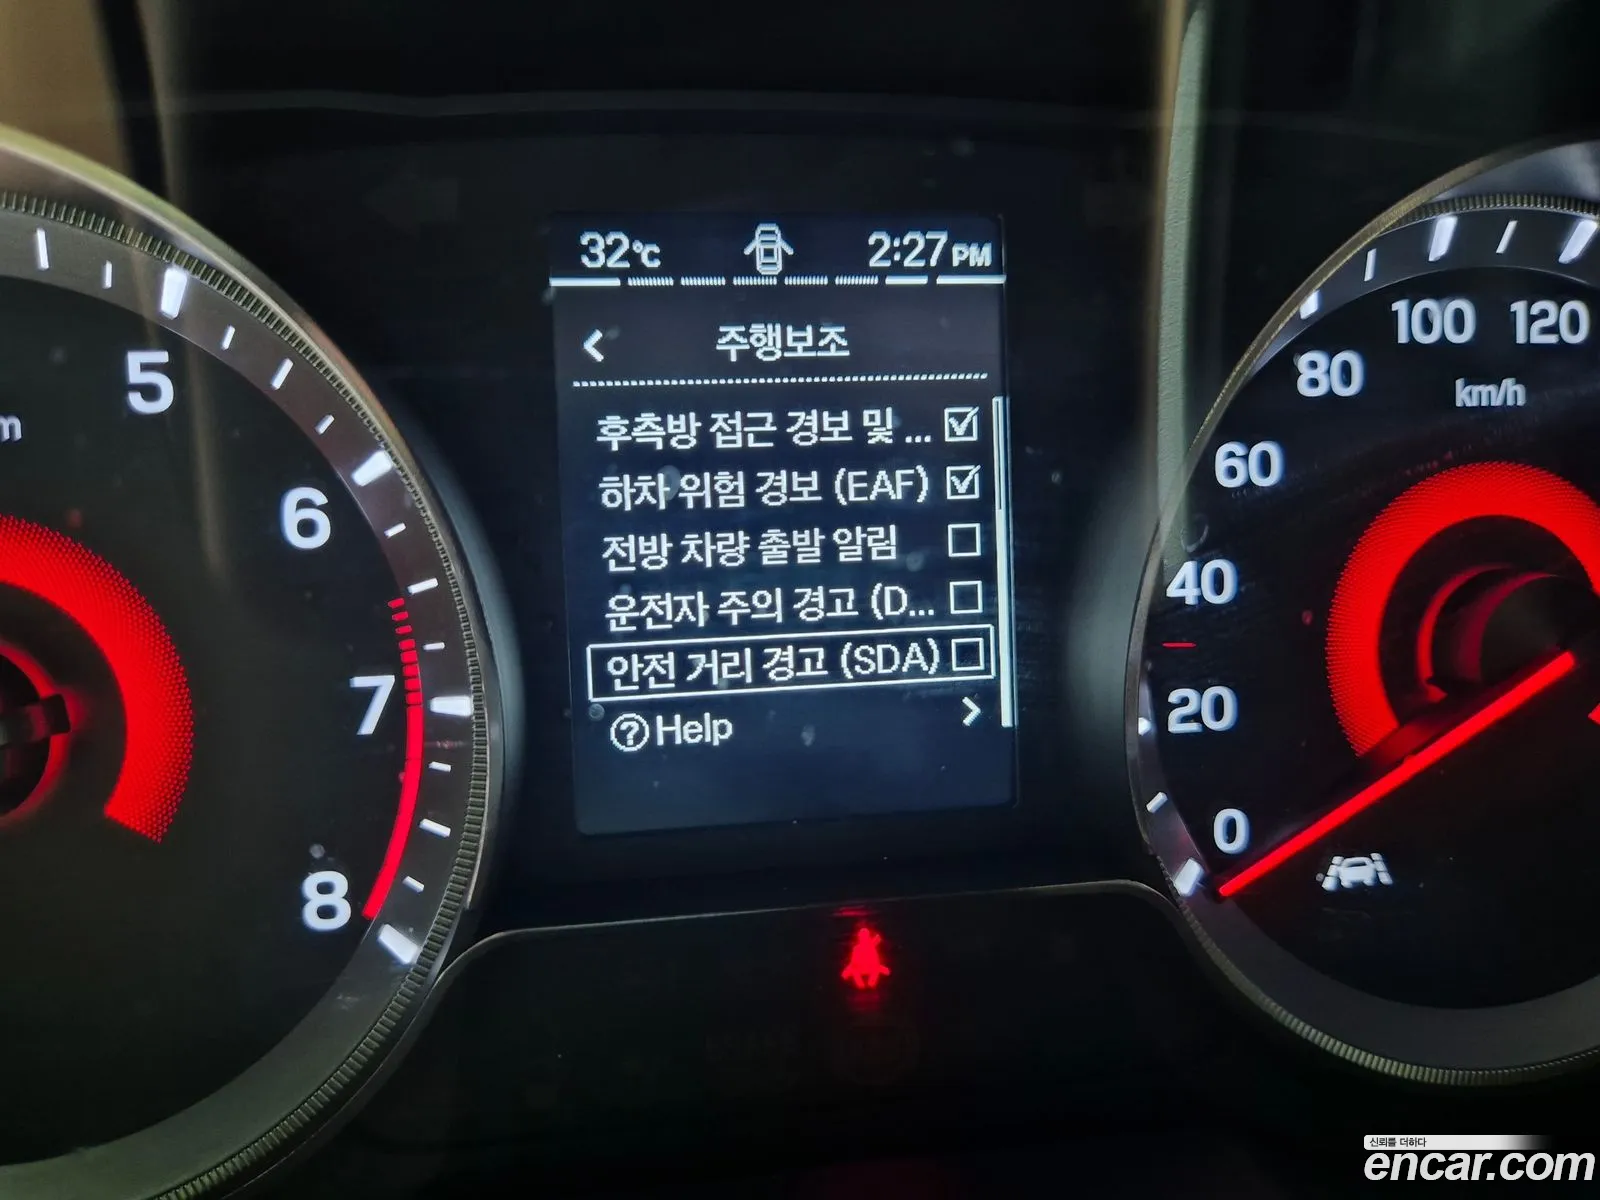 32℃
2:27 PM
주행보조
후측방 접근 경보 및 ...
하차 위험 경보 (EAF)
전방 차량 출발 알림
운전자 주의 경고 (D...
안전 거리 경고 (SDA)
? Help
5
6
7
8
m
0
20
40
60
80
100
120
km/h
신뢰를 더하다
encar.com